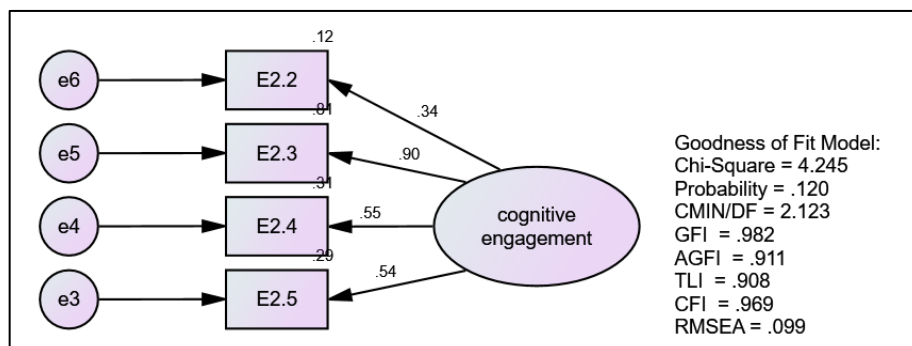 .12
e6
E2.2
.34
.81
e5
E2.3
.90
.31
e4
E2.4
.55
cognitive
engagement
.29
e3
E2.5
.54
Goodness of Fit Model:
Chi-Square = 4.245
Probability = .120
CMIN/DF = 2.123
GFI = .982
AGFI = .911
TLI = .908
CFI = .969
RMSEA = .099